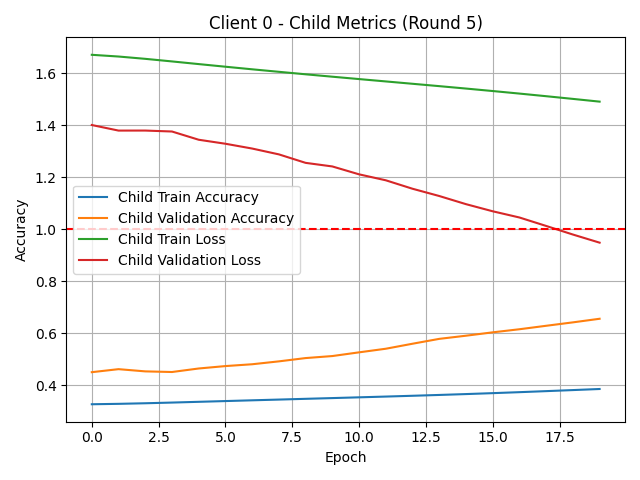 Client 0 - Child Metrics (Round 5)
Accuracy
1.6
1.4
1.2
1.0
0.8
0.6
0.4
Child Train Accuracy
Child Validation Accuracy
Child Train Loss
Child Validation Loss
0.0 2.5 5.0 7.5 10.0 12.5 15.0 17.5
Epoch